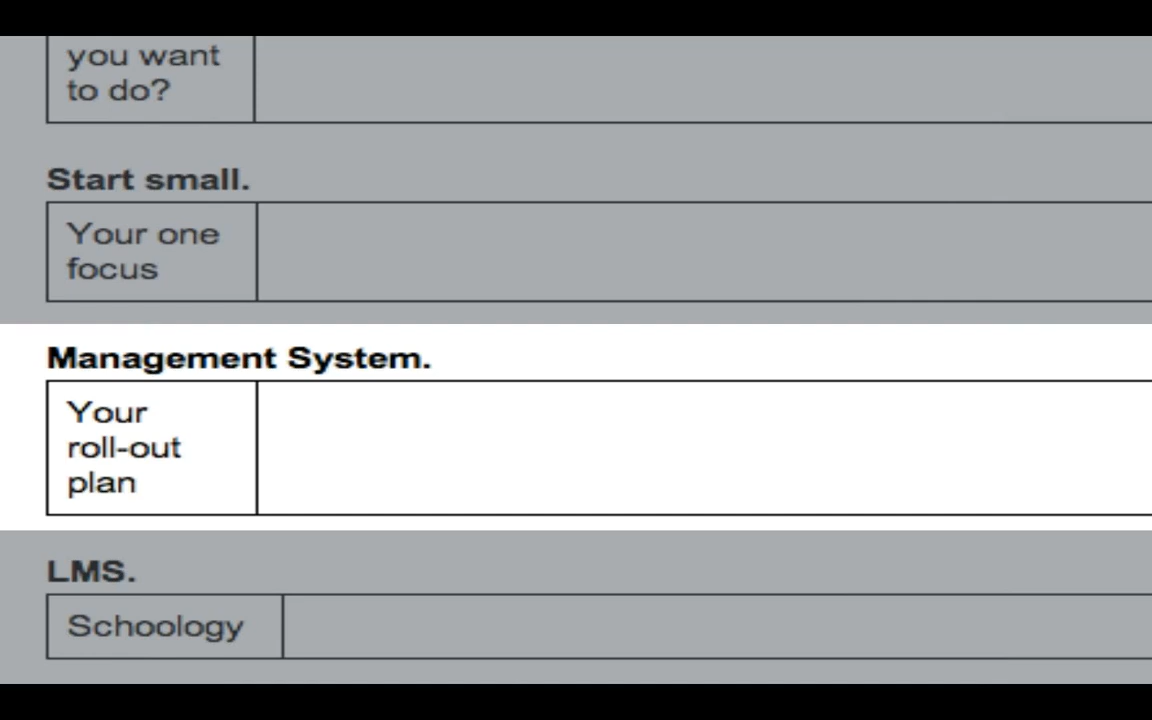 you want
to do?
Start small.
Your one
focus
Management System.
Your
roll-out
plan
LMS.
Schoology